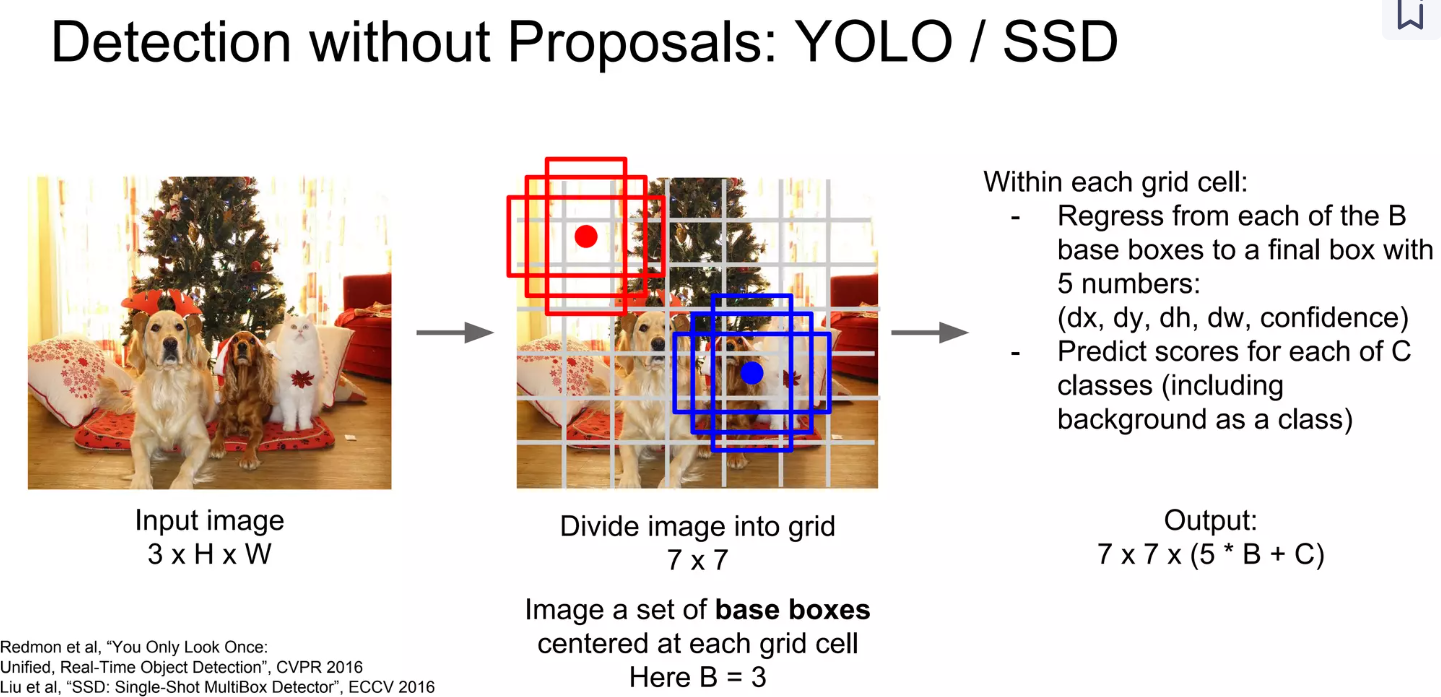 Detection without Proposals: YOLO / SSD
Input image
3 x H x W
Divide image into grid
7 x 7
Image a set of base boxes
centered at each grid cell
Here B = 3
Within each grid cell:
- Regress from each of the B
base boxes to a final box with
5 numbers:
(dx, dy, dh, dw, confidence)
- Predict scores for each of C
classes (including
background as a class)
Output:
7 x 7 x (5 * B + C)
Redmon et al, “You Only Look Once:
Unified, Real-Time Object Detection”, CVPR 2016
Liu et al, “SSD: Single-Shot MultiBox Detector”, ECCV 2016